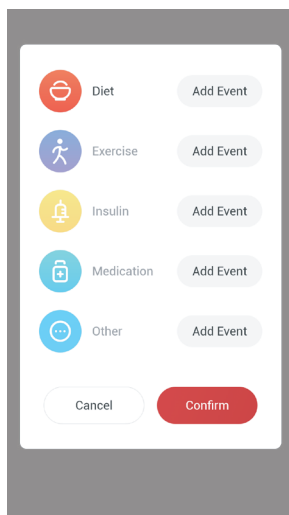 Diet Add Event
Exercise Add Event
Insulin Add Event
Medication Add Event
Other Add Event
Cancel Confirm